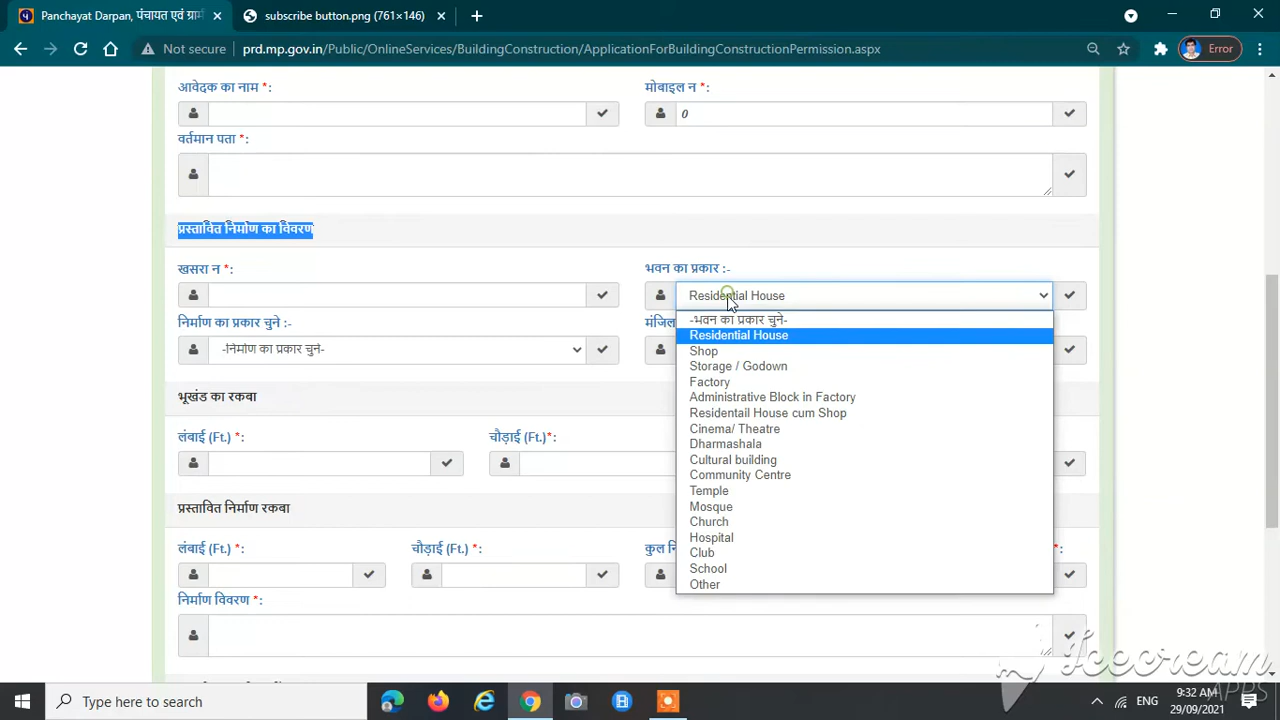 Panchayat Darpan, पंचायत एवं ग्रामी
subscribe button.png (761×146)
Not secure
prd.mp.gov.in/Public/OnlineServices/BuildingConstruction/ApplicationForBuildingConstructionPermission.aspx
Error
आवेदक का नाम *:
मोबाइल न *:
0
वर्तमान पता *:
प्रस्तावित निर्माण का विवरण
खसरा न *:
भवन का प्रकार :-
Residential House
निर्माण का प्रकार चुने :-
मंजिल
-निर्माण का प्रकार चुने-
-भवन का प्रकार चुने-
Residential House
Shop
Storage / Godown
Factory
Administrative Block in Factory
Residentail House cum Shop
Cinema/ Theatre
Dharmashala
Cultural building
Community Centre
Temple
Mosque
Church
Hospital
Club
School
Other
भूखंड का रकबा
लंबाई (Ft.) *:
चौड़ाई (Ft.)*:
प्रस्तावित निर्माण रकबा
लंबाई (Ft.) *:
चौड़ाई (Ft.) *:
कुल नि
*:
निर्माण विवरण *:
Icecream
APPS
Type here to search
ENG
9:32 AM
29/09/2021